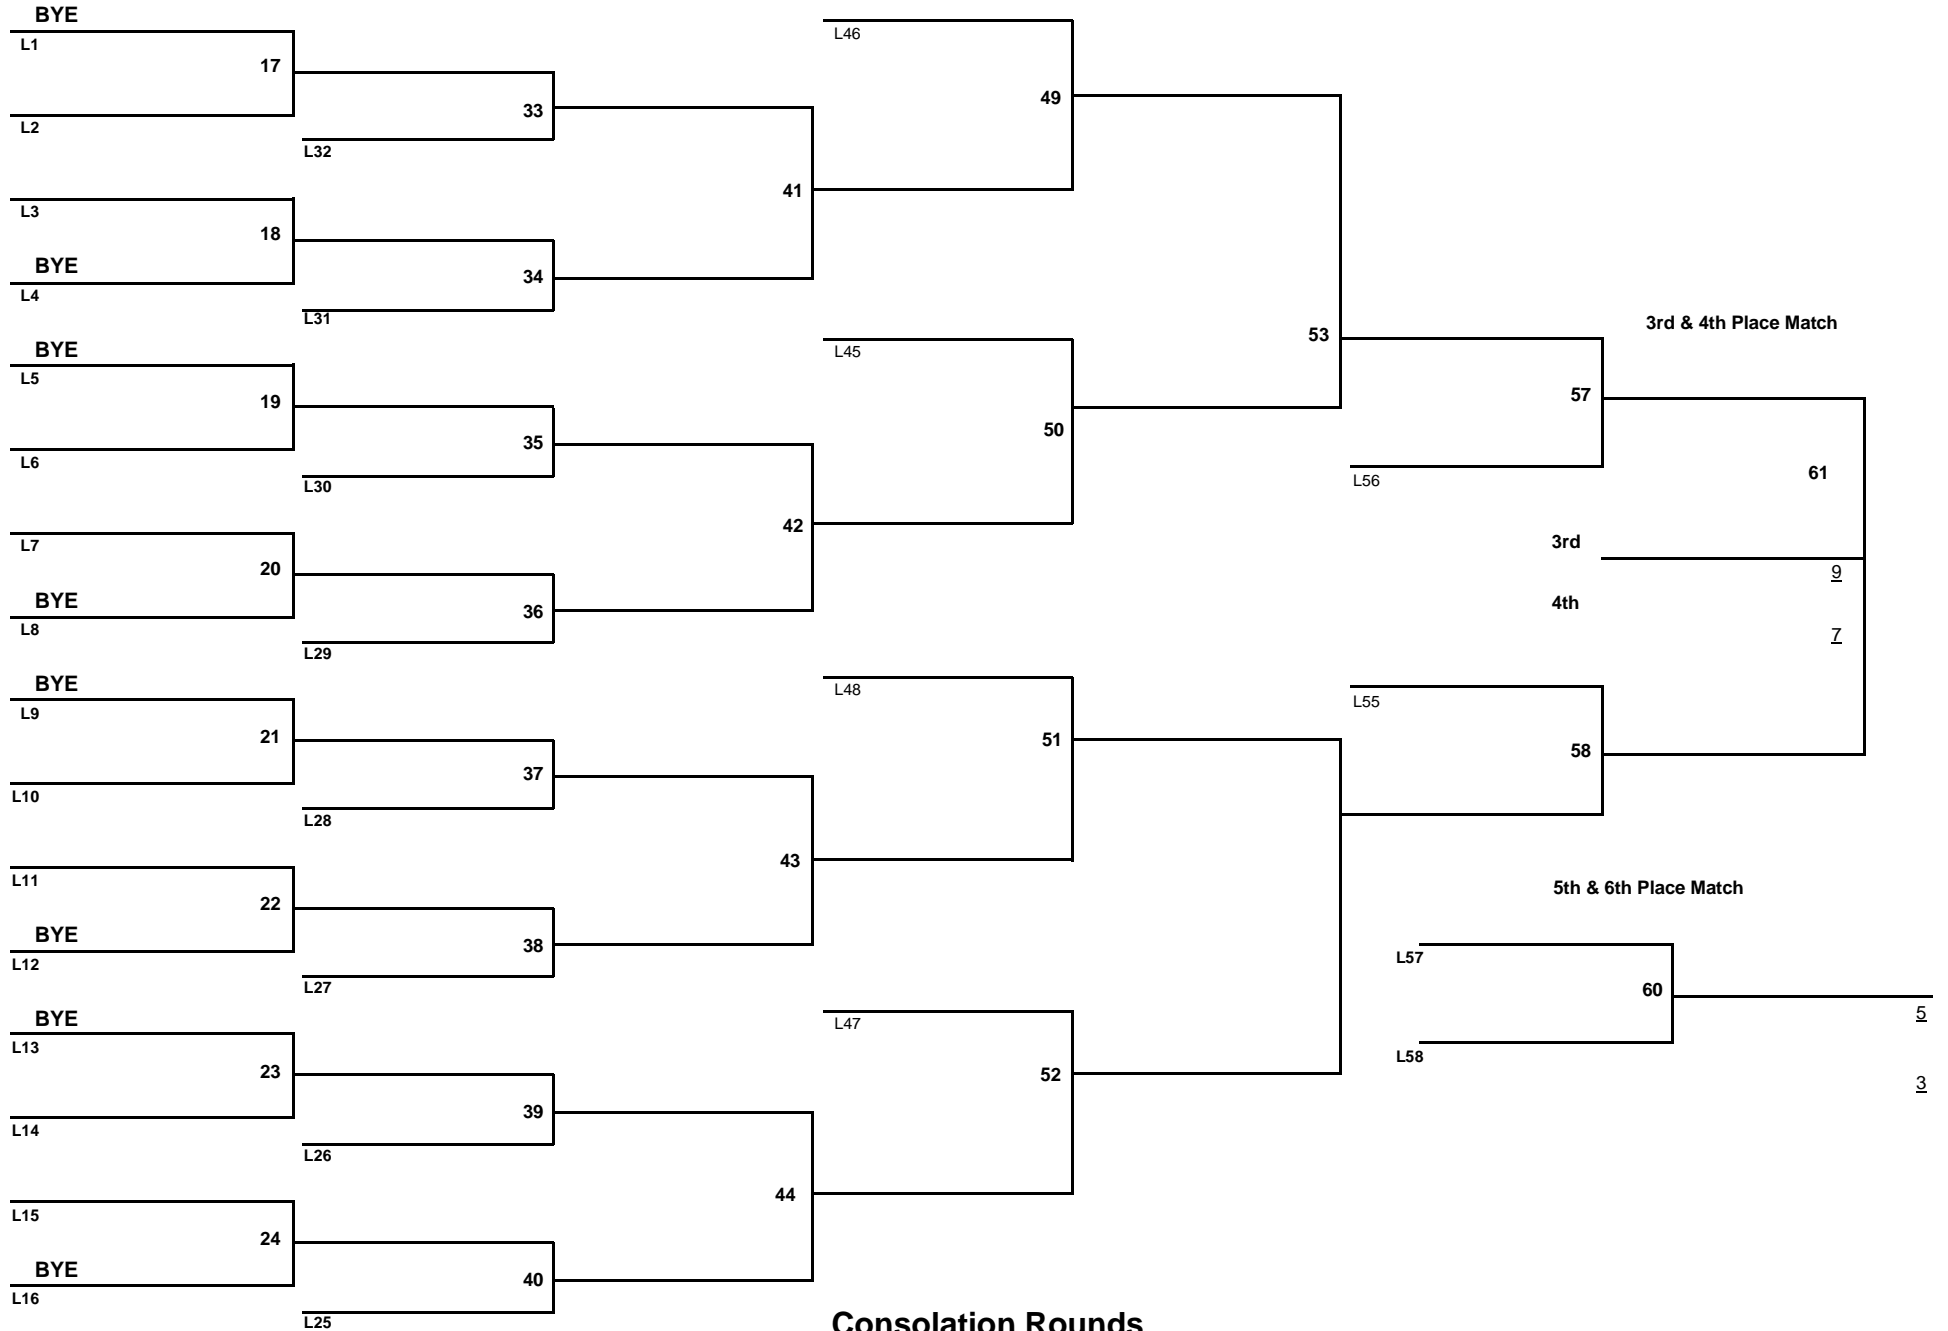 BYE
L1
17
L2
L3
18
BYE
L4
BYE
L5
19
L6
L7
20
BYE
L8
BYE
L9
21
L10
L11
22
BYE
L12
BYE
L13
23
L14
L15
24
BYE
L16
33
L32
34
L31
35
L30
36
L29
37
L28
38
L27
39
L26
40
L25
41
42
43
44
L46
49
L45
50
L48
51
L47
52
53
57
L56
L55
58
3rd & 4th Place Match
61
3rd
9
4th
7
5th & 6th Place Match
L57
60
L58
5
3
Consolation Rounds